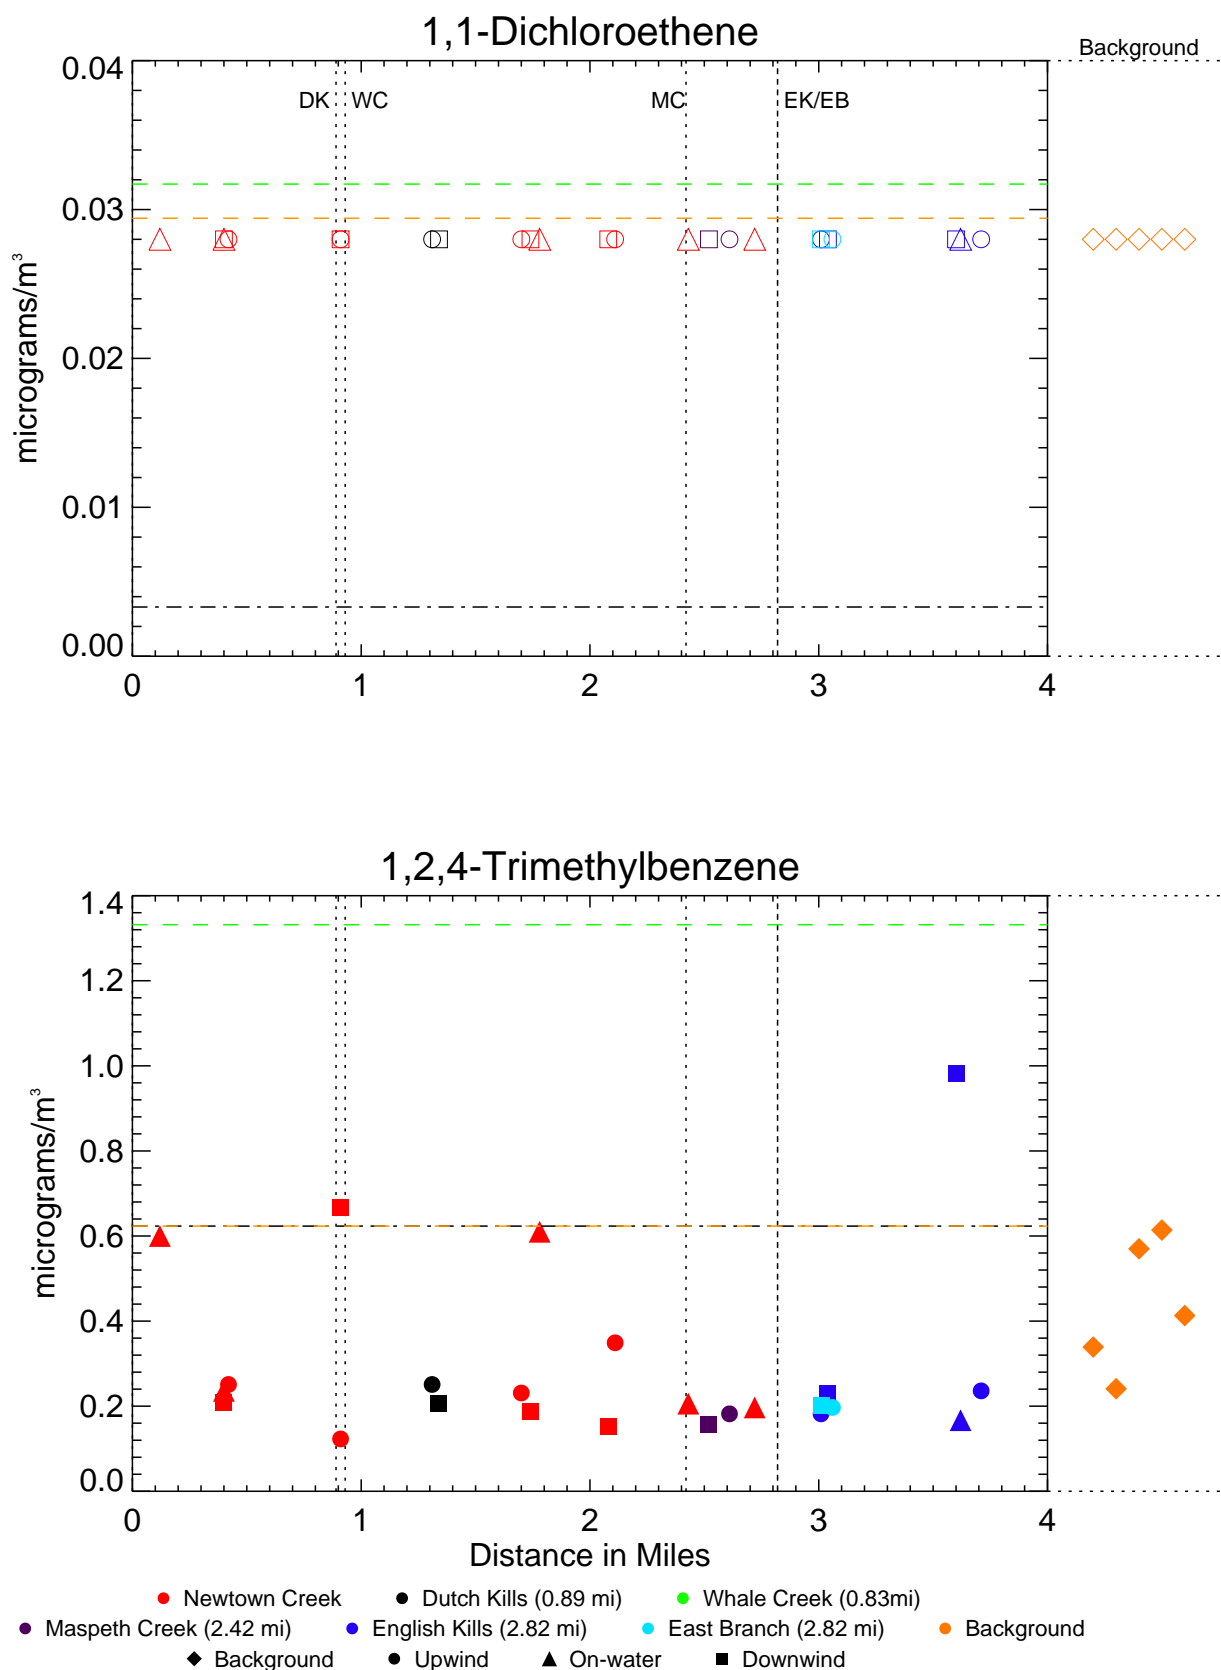 1,1-Dichloroethene
Background
0.04
DK WC MC EK/EB
0.03
0.02
0.01
0.00
micrograms/m³
0 1 2 3 4
1,2,4-Trimethylbenzene
1.4
1.2
1.0
0.8
0.6
0.4
0.2
0.0
micrograms/m³
0 1 2 3 4
Distance in Miles
Newtown Creek Dutch Kills (0.89 mi) Whale Creek (0.83mi)
Maspeth Creek (2.42 mi) English Kills (2.82 mi) East Branch (2.82 mi) Background
Background Upwind On-water Downwind